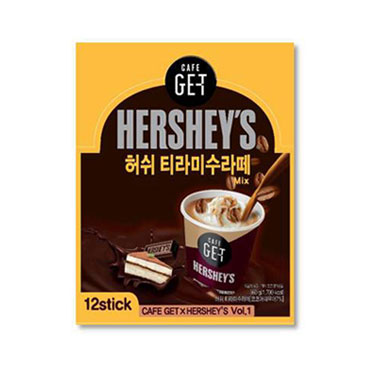 CAFE
GET
HERSHEY'S
허쉬 티라미수라떼
Mix
CAFE
GET
HERSHEY'S
12stick
CAFE GET×HERSHEY'S Vol.1